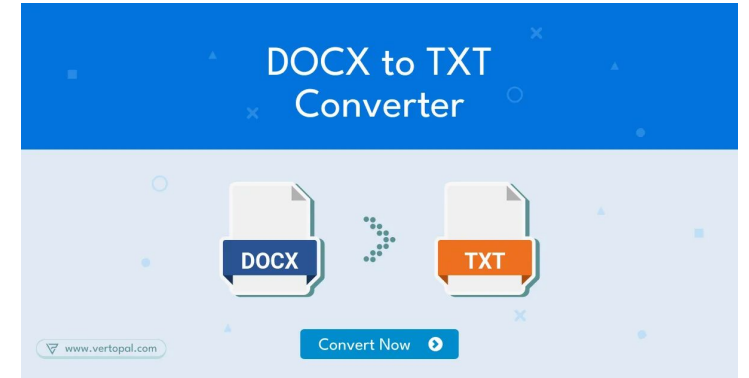 DOCX to TXT
Converter
DOCX
TXT
Convert Now
www.vertopal.com